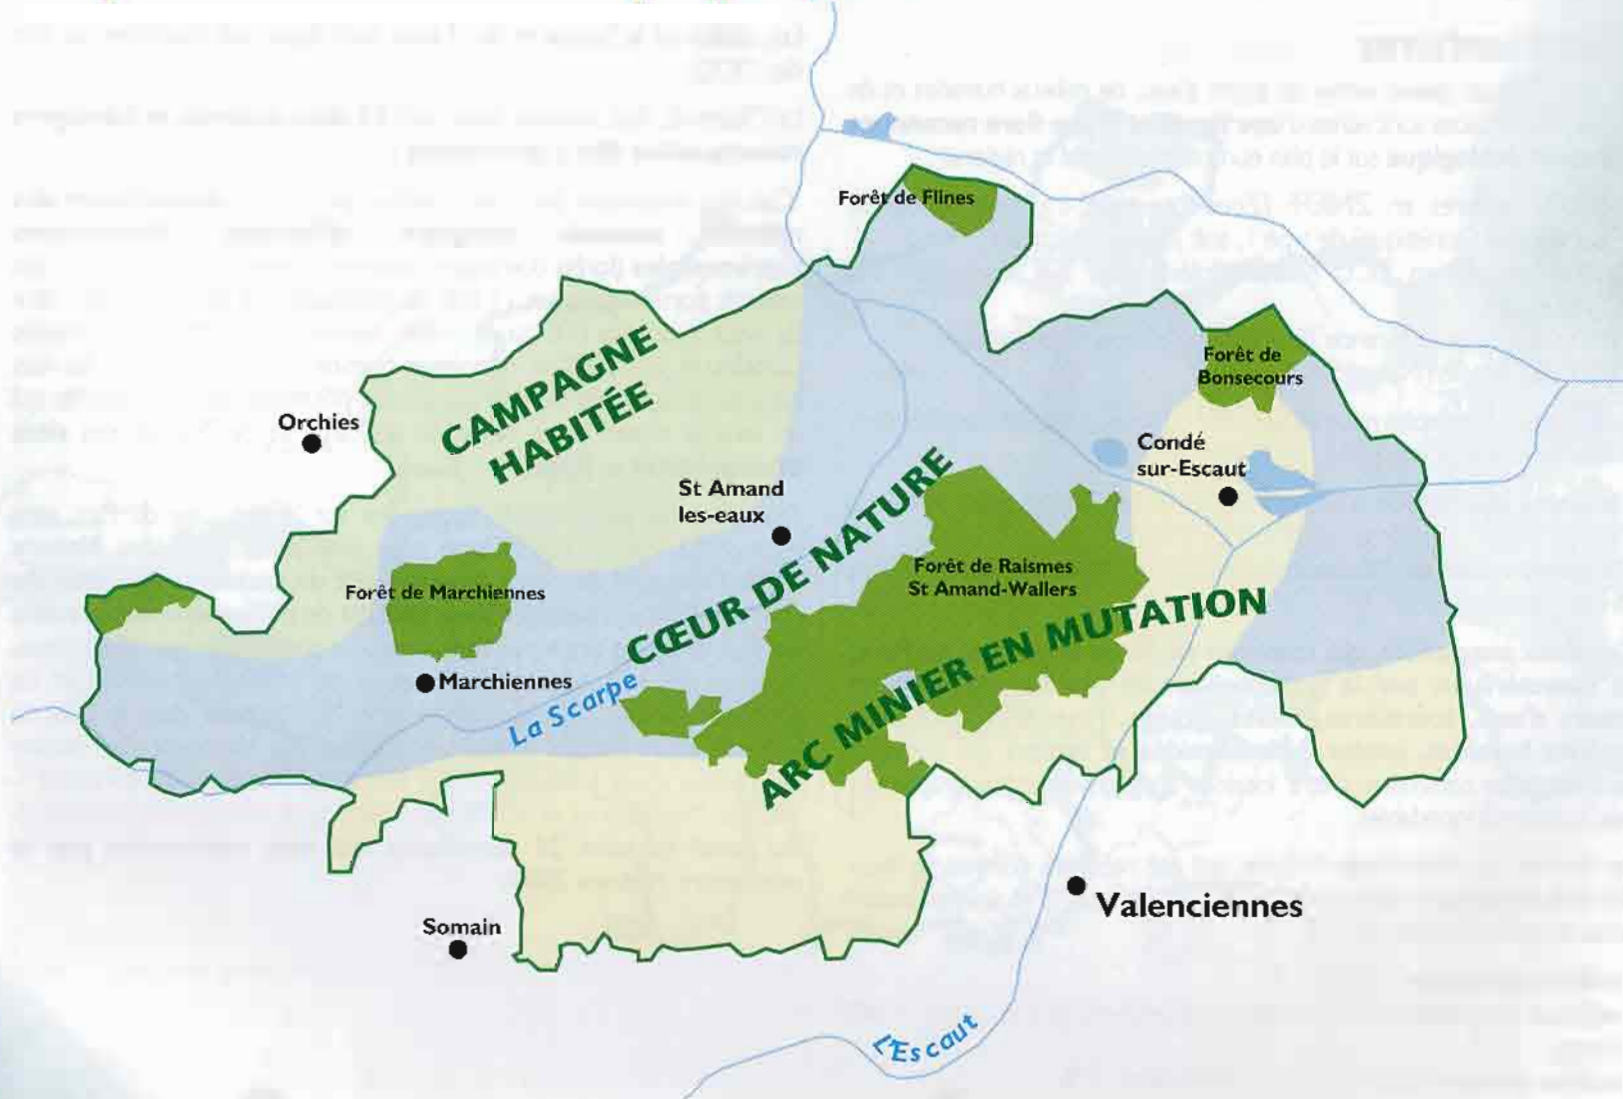 Forêt de Flines
CAMPAGNE
HABITÉE
Forêt de
Bonsecours
Orchies
Condé
sur-Escaut
St Amand
les-eaux
CŒUR DE NATURE
Forêt de Raismes
St Amand-Wallers
Forêt de Marchiennes
ARC MINIER EN MUTATION
Marchiennes
La Scarpe
Valenciennes
Somain
L'Escaut